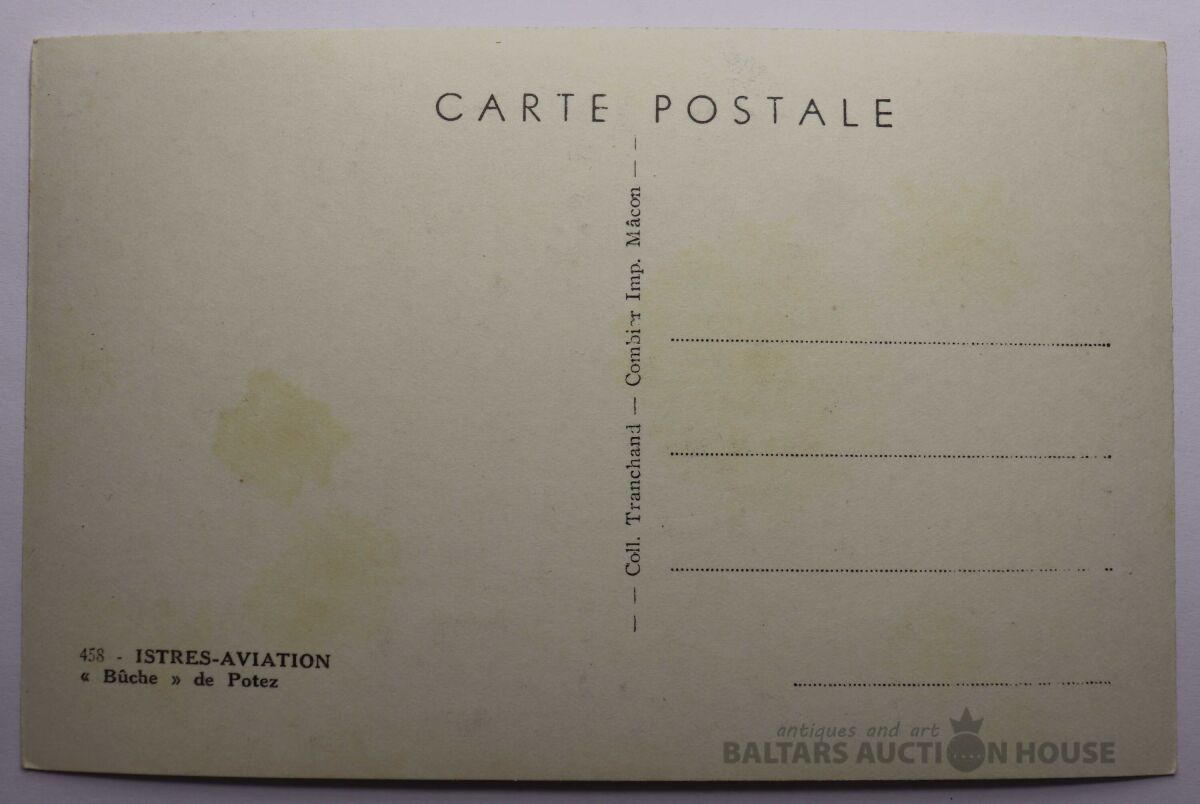 CARTE POSTALE
— — Coll. Tranchand — Combier Imp. Mâcon — —
458 - ISTRES-AVIATION
« Bûche » de Potez
antiques and art
BALTARS AUCTION HOUSE